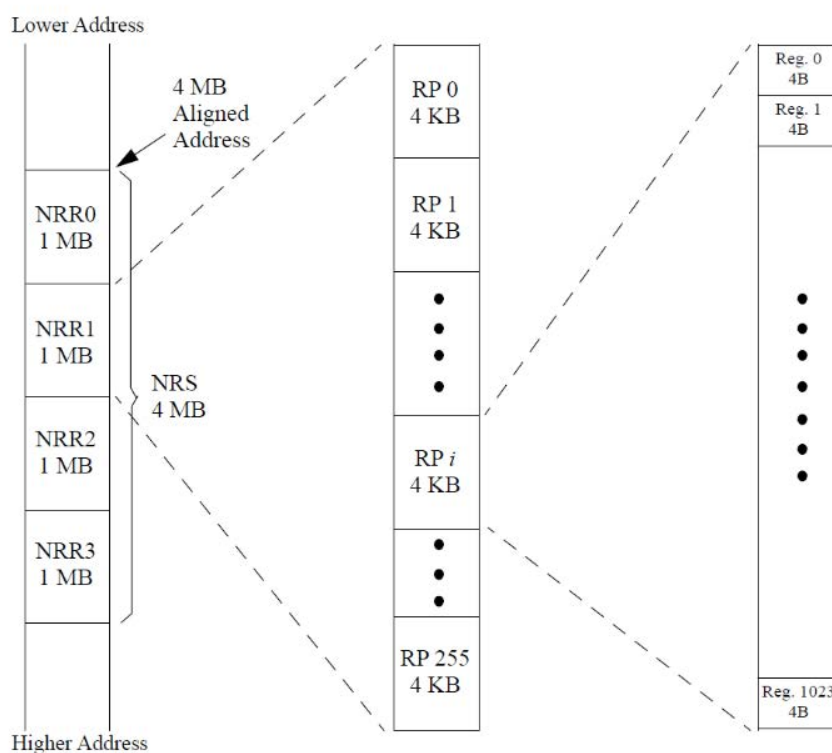 Lower Address
4 MB
Aligned
Address
NRR0
1 MB
NRR1
1 MB
NRR2
1 MB
NRR3
1 MB
NRS
4 MB
Higher Address
RP 0
4 KB
RP 1
4 KB
RP i
4 KB
RP 255
4 KB
Reg. 0
4B
Reg. 1
4B
Reg. 1023
4B